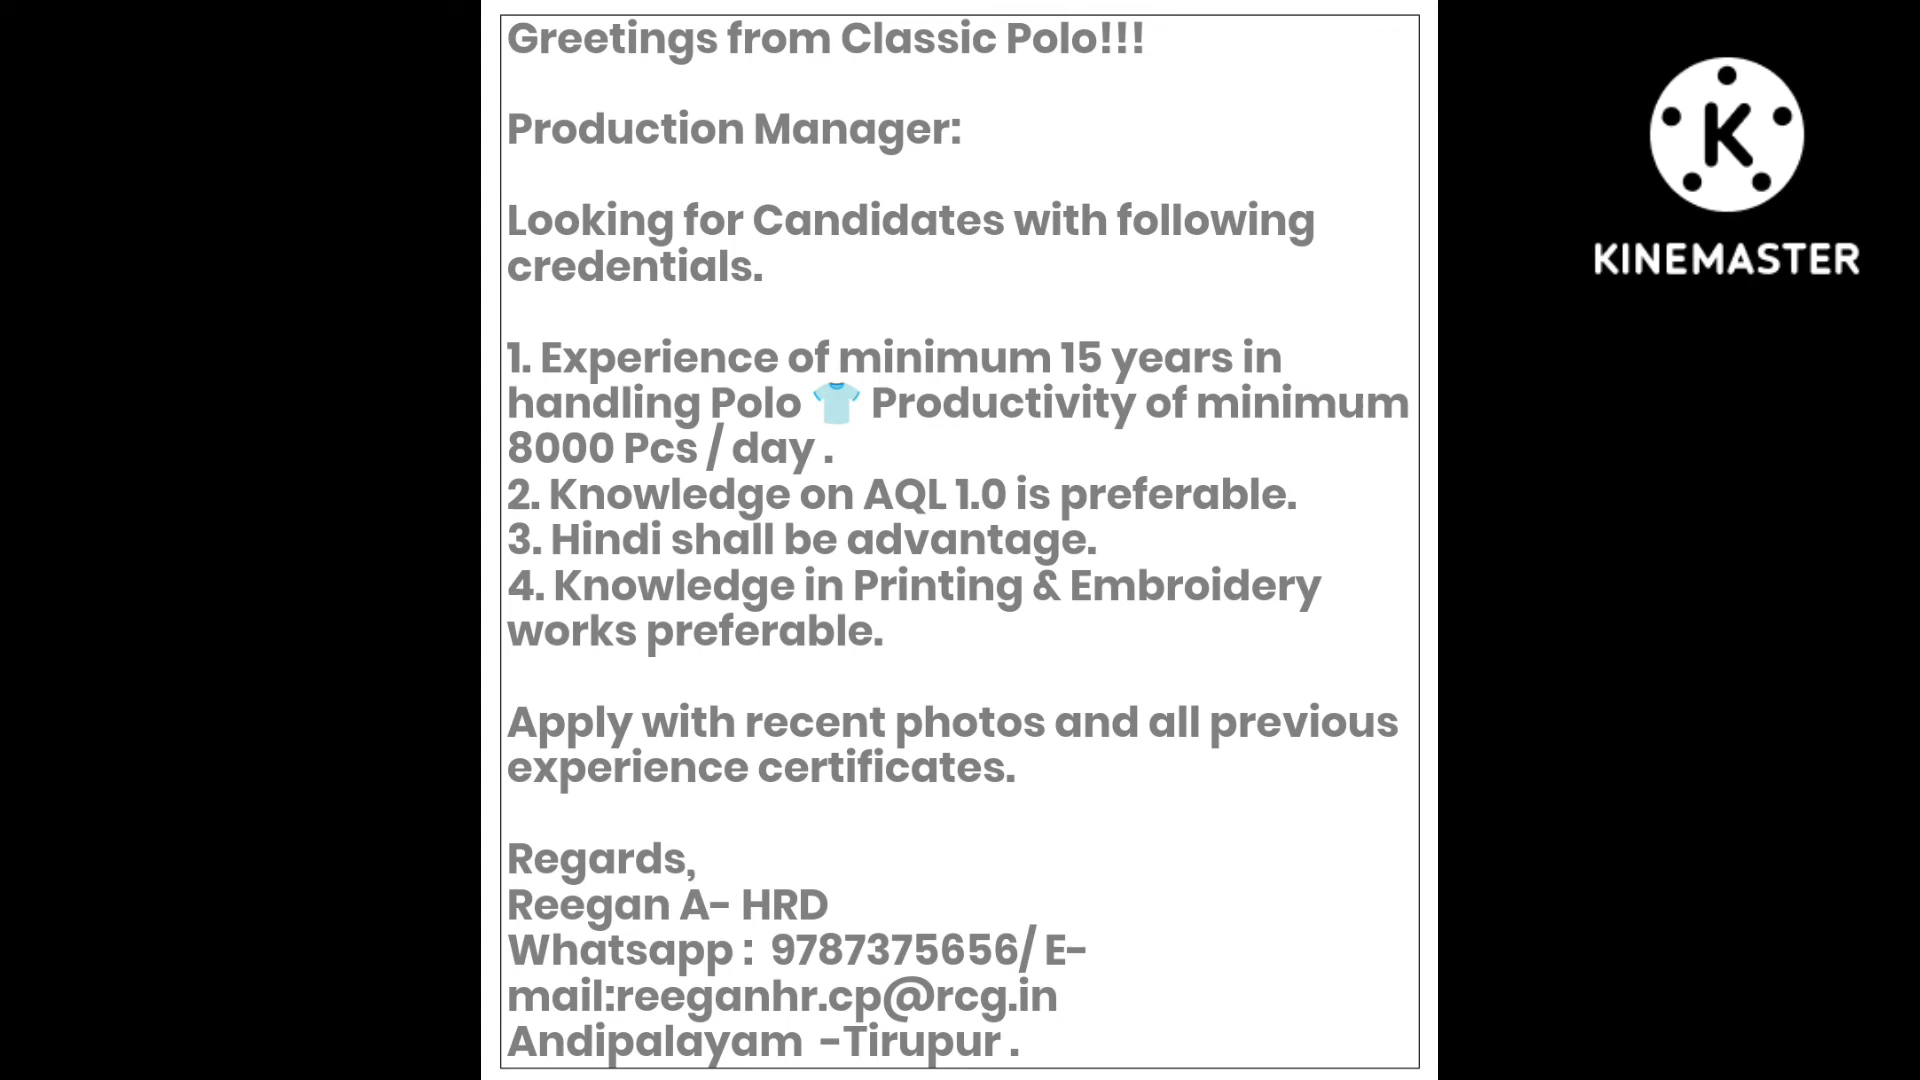 Greetings from Classic Polo!!!
Production Manager:
Looking for Candidates with following
credentials.
1. Experience of minimum 15 years in
handling Polo 👕 Productivity of minimum
8000 Pcs / day .
2. Knowledge on AQL 1.0 is preferable.
3. Hindi shall be advantage.
4. Knowledge in Printing & Embroidery
works preferable.
Apply with recent photos and all previous
experience certificates.
Regards,
Reegan A- HRD
Whatsapp : 9787375656/ E-
mail:reeganhr.cp@rcg.in
Andipalayam -Tirupur .
K
KINEMASTER